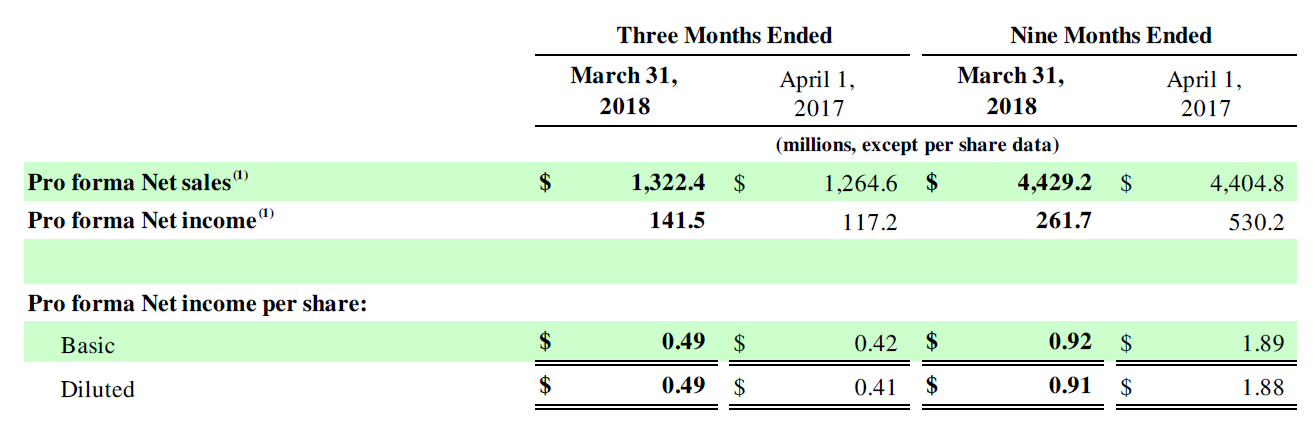 Three Months Ended Nine Months Ended
March 31, 2018 April 1, 2017 March 31, 2018 April 1, 2017
(millions, except per share data)
Pro forma Net sales(1) $ 1,322.4 $ 1,264.6 $ 4,429.2 $ 4,404.8
Pro forma Net income(1) 141.5 117.2 261.7 530.2
Pro forma Net income per share:
Basic $ 0.49 $ 0.42 $ 0.92 $ 1.89
Diluted $ 0.49 $ 0.41 $ 0.91 $ 1.88